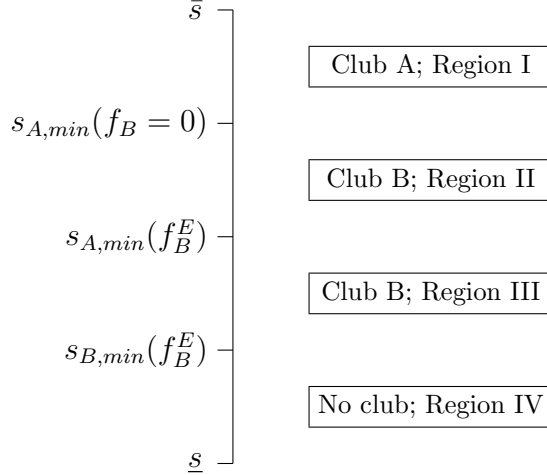 s̄
Club A; Region I
s_{A,min}(f_B = 0)
Club B; Region II
s_{A,min}(f_B^E)
Club B; Region III
s_{B,min}(f_B^E)
No club; Region IV
s̲